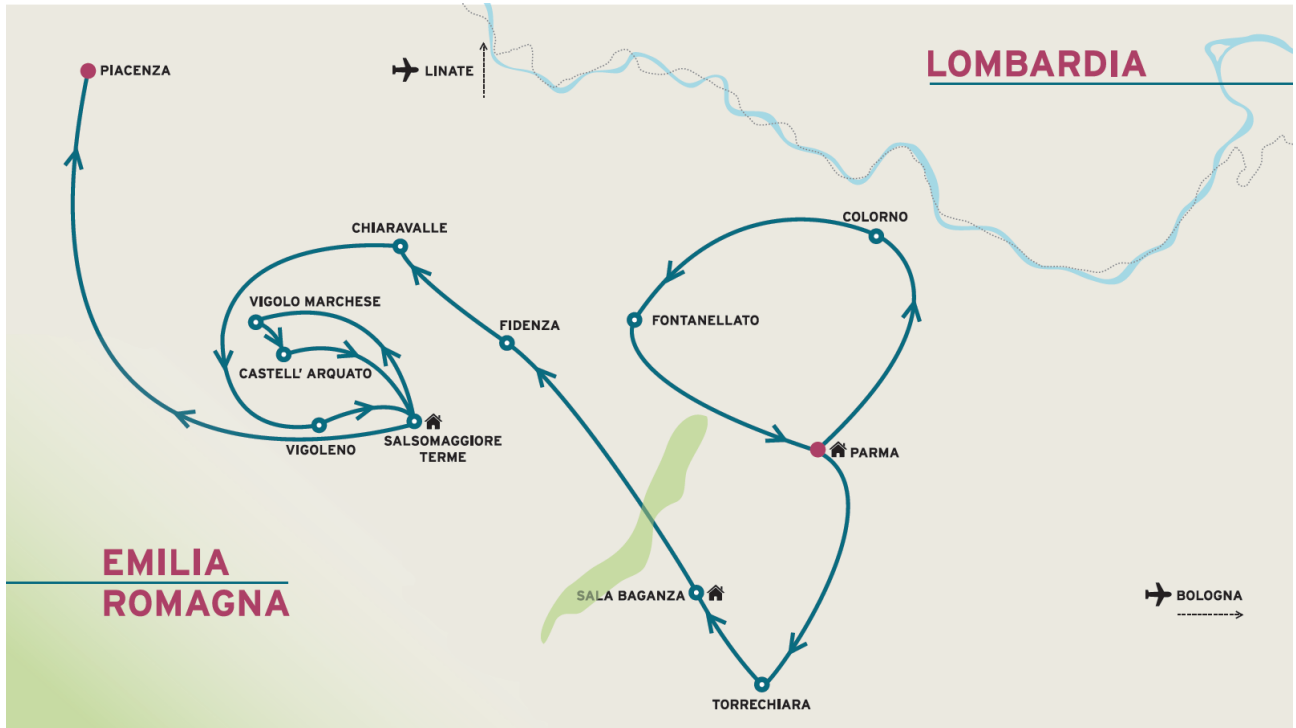 PIACENZA
LINATE
LOMBARDIA
COLORNO
CHIARAVALLE
VIGOLO MARCHESE
FIDENZA
FONTANELLATO
CASTELL' ARQUATO
VIGOLENO
SALSOMAGGIORE
TERME
PARMA
EMILIA
ROMAGNA
SALA BAGANZA
BOLOGNA
TORRECHIARA